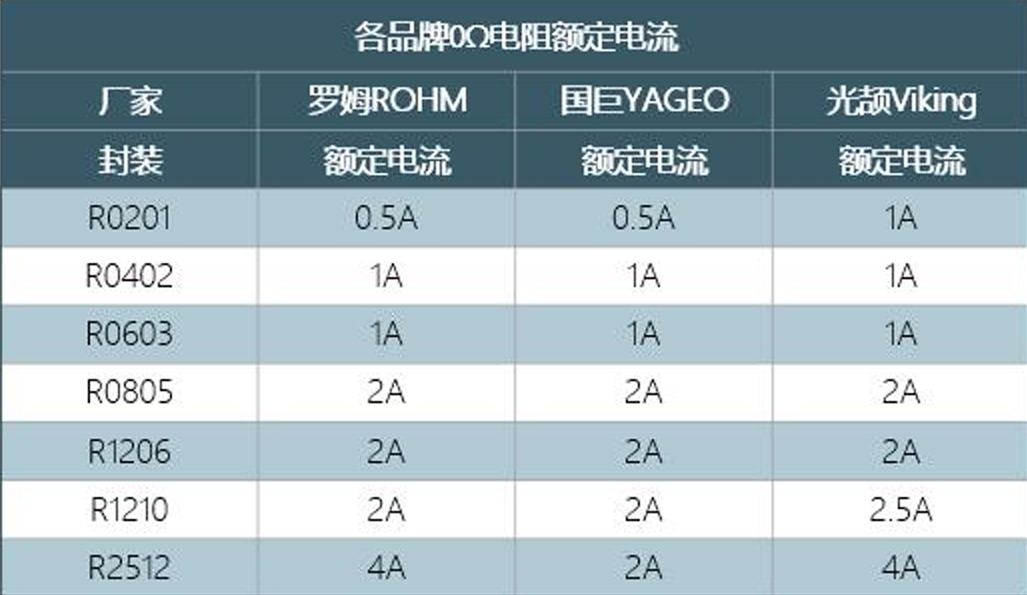 各品牌0Ω电阻额定电流
厂家 罗姆ROHM 国巨YAGEO 光颉Viking
封装 额定电流 额定电流 额定电流
R0201 0.5A 0.5A 1A
R0402 1A 1A 1A
R0603 1A 1A 1A
R0805 2A 2A 2A
R1206 2A 2A 2A
R1210 2A 2A 2.5A
R2512 4A 2A 4A